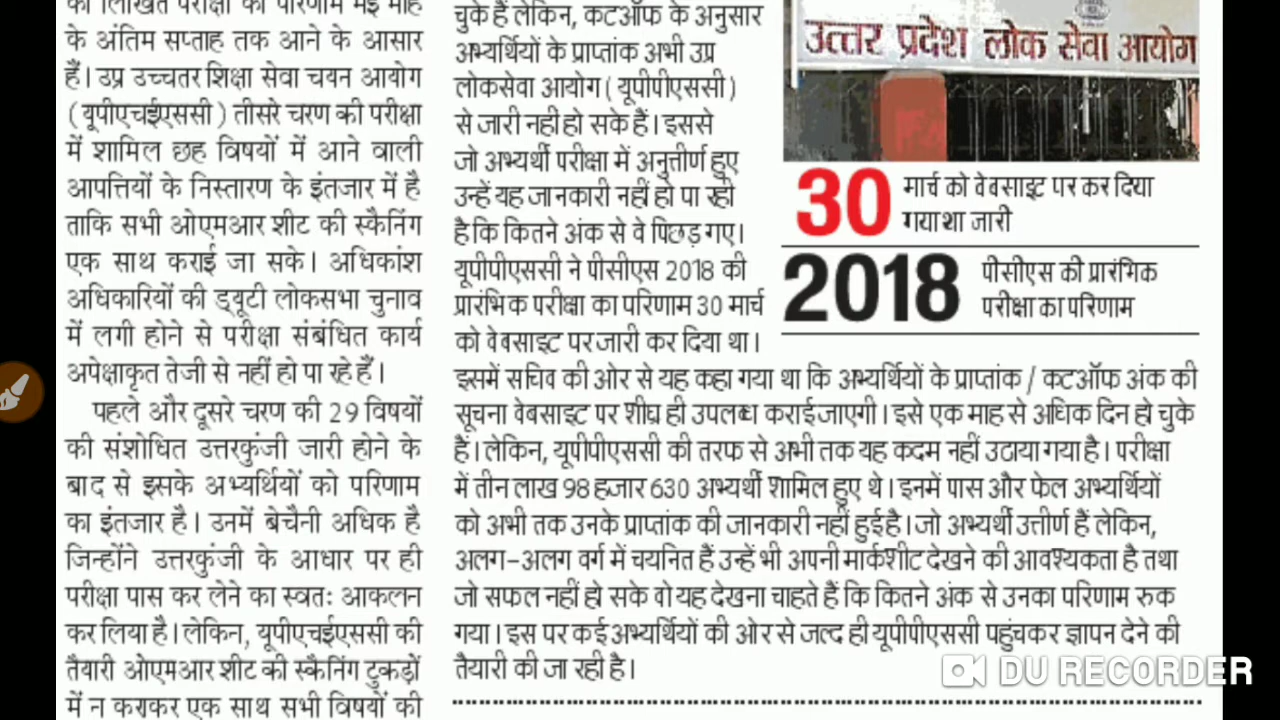 की लिखित परीक्षा का परिणाम मई माह
के अंतिम सप्ताह तक आने के आसार
हैं। उप्र उच्चतर शिक्षा सेवा चयन आयोग
(यूपीएचईएससी) तीसरे चरण की परीक्षा
में शामिल छह विषयों में आने वाली
आपत्तियों के निस्तारण के इंतजार में है
ताकि सभी ओएमआर शीट की स्कैनिंग
एक साथ कराई जा सके। अधिकांश
अधिकारियों की ड्यूटी लोकसभा चुनाव
में लगी होने से परीक्षा संबंधित कार्य
अपेक्षाकृत तेजी से नहीं हो पा रहे हैं।
पहले और दूसरे चरण की 29 विषयों
की संशोधित उत्तरकुंजी जारी होने के
बाद से इसके अभ्यर्थियों को परिणाम
का इंतजार है। उनमें बेचैनी अधिक है
जिन्होंने उत्तरकुंजी के आधार पर ही
परीक्षा पास कर लेने का स्वतः आकलन
कर लिया है। लेकिन, यूपीएचईएससी की
तैयारी ओएमआर शीट की स्कैनिंग टुकड़ों
में न कराकर एक साथ सभी विषयों की
चुके हैं लेकिन, कटऑफ के अनुसार
अभ्यर्थियों के प्राप्तांक अभी उप्र
लोकसेवा आयोग (यूपीपीएससी)
से जारी नहीं हो सके हैं। इससे
जो अभ्यर्थी परीक्षा में अनुत्तीर्ण हुए
उन्हें यह जानकारी नहीं हो पा रही
है कि कितने अंक से वे पिछड़ गए।
यूपीपीएससी ने पीसीएस 2018 की
प्रारंभिक परीक्षा का परिणाम 30 मार्च
को वेबसाइट पर जारी कर दिया था।
इसमें सचिव की ओर से यह कहा गया था कि अभ्यर्थियों के प्राप्तांक / कटऑफ अंक की
सूचना वेबसाइट पर शीघ्र ही उपलब्ध कराई जाएगी। इसे एक माह से अधिक दिन हो चुके
हैं। लेकिन, यूपीपीएससी की तरफ से अभी तक यह कदम नहीं उठाया गया है। परीक्षा
में तीन लाख 98 हजार 630 अभ्यर्थी शामिल हुए थे। इनमें पास और फेल अभ्यर्थियों
को अभी तक उनके प्राप्तांक की जानकारी नहीं हुई है। जो अभ्यर्थी उत्तीर्ण हैं लेकिन,
अलग-अलग वर्ग में चयनित हैं उन्हें भी अपनी मार्कशीट देखने की आवश्यकता है तथा
जो सफल नहीं हो सके वो यह देखना चाहते हैं कि कितने अंक से उनका परिणाम रुक
गया। इस पर कई अभ्यर्थियों की ओर से जल्द ही यूपीपीएससी पहुंचकर ज्ञापन देने की
तैयारी की जा रही है।
उत्तर प्रदेश लोक सेवा आयोग
30 मार्च को वेबसाइट पर कर दिया
गया था जारी
2018 पीसीएस की प्रारंभिक
परीक्षा का परिणाम
DU RECORDER